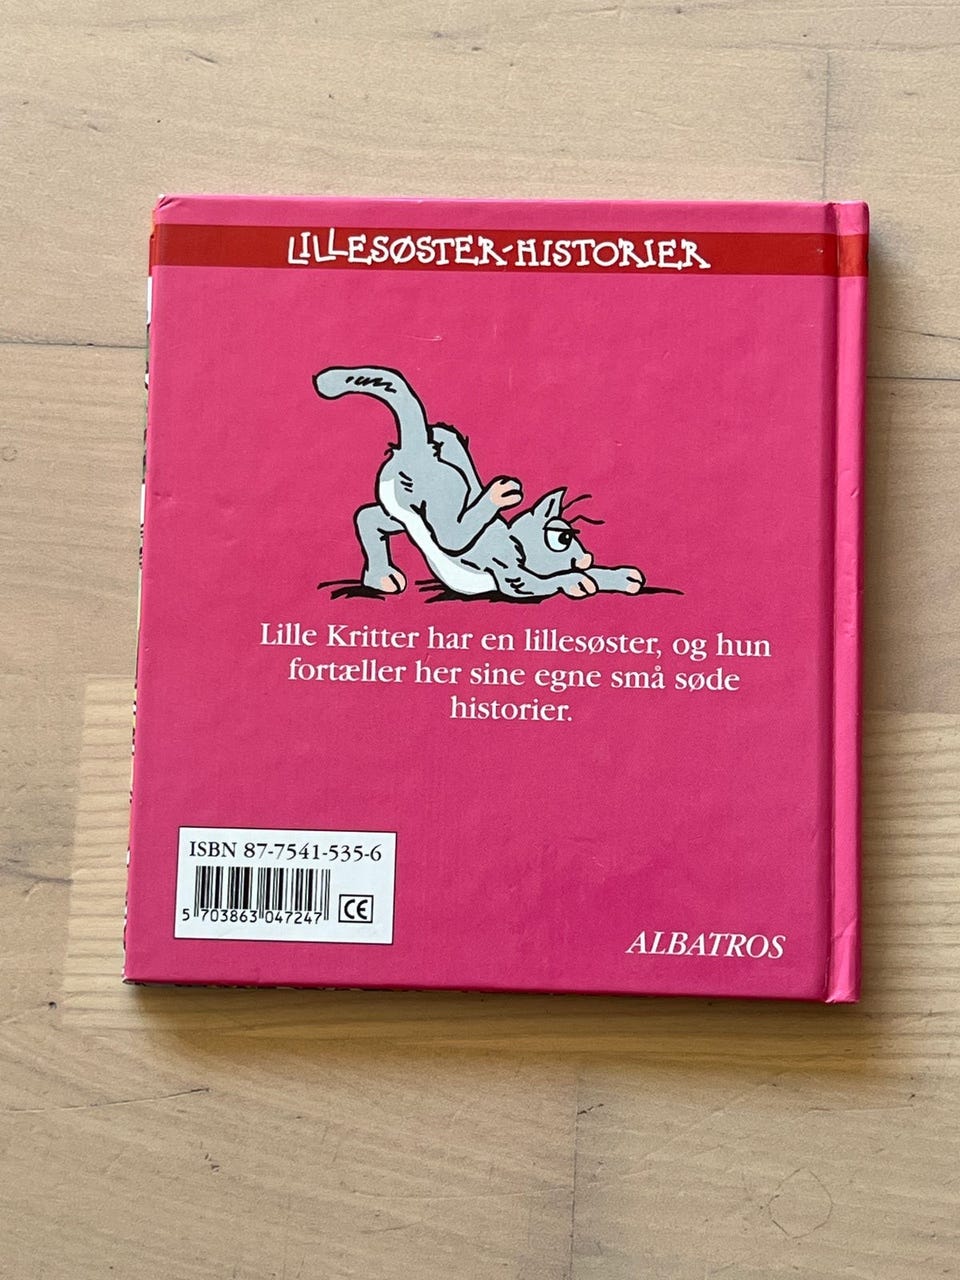 LILLESØSTER-HISTORIER
Lille Kritter har en lillesøster, og hun
fortæller her sine egne små søde
historier.
ISBN 87-7541-535-6
5 703863 047247
CE
ALBATROS